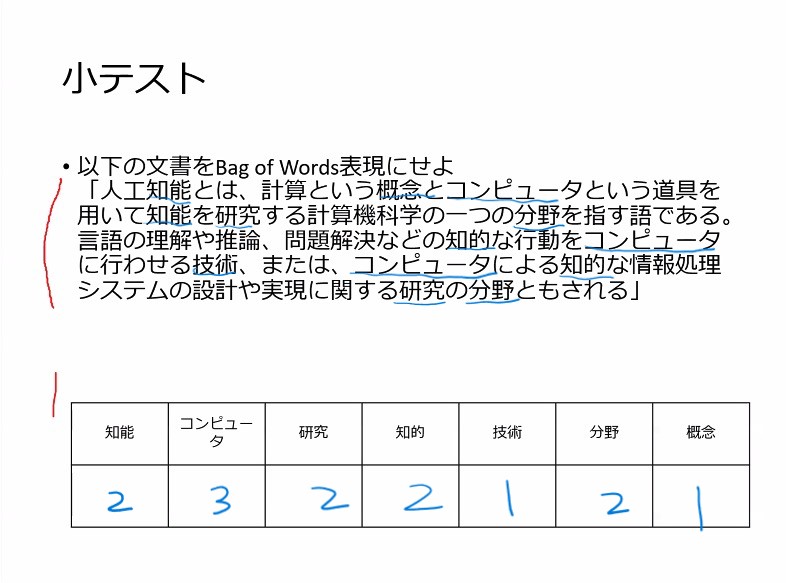 小テスト
• 以下の文書をBag of Words表現にせよ
「人工知能とは、計算という概念とコンピュータという道具を
用いて知能を研究する計算機科学の一つの分野を指す語である。
言語の理解や推論、問題解決などの知的な行動をコンピュータ
に行わせる技術、または、コンピュータによる知的な情報処理
システムの設計や実現に関する研究の分野ともされる」
知能 コンピュー 研究 知的 技術 分野 概念
タ
2 3 2 2 1 2 1